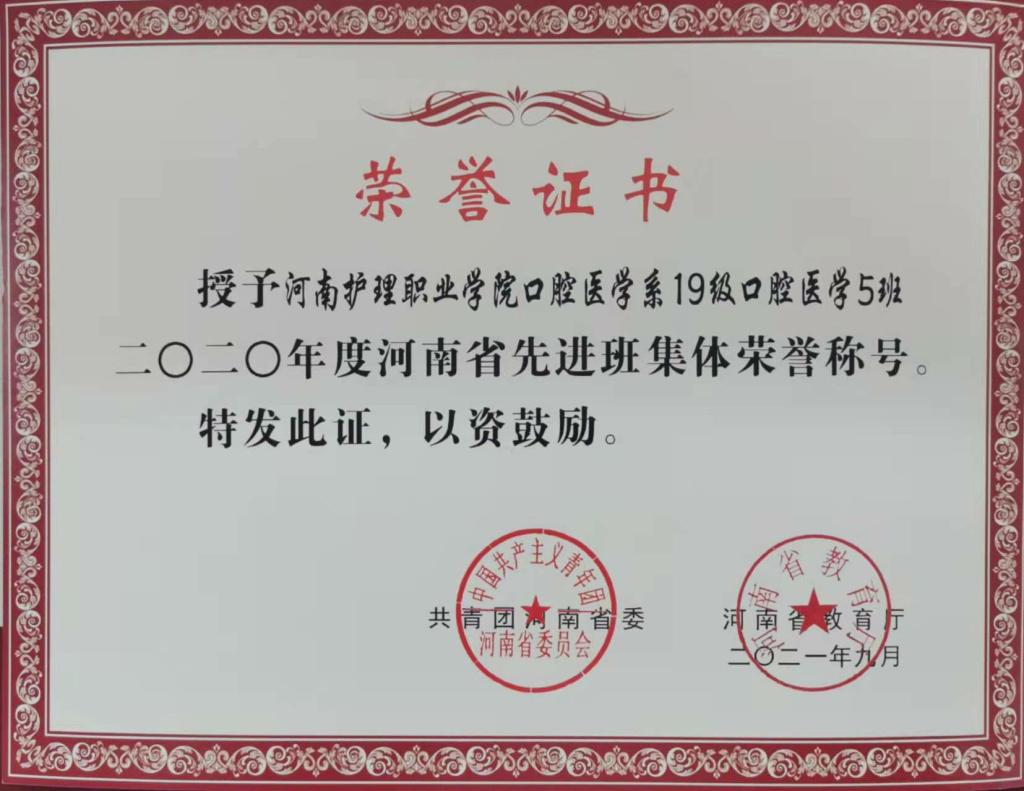 荣誉证书
授予河南护理职业学院口腔医学系19级口腔医学5班
二〇二〇年度河南省先进班集体荣誉称号。
特发此证，以资鼓励。
中国共产主义青年团
河南省委员会
共青团河南省委
河南省教育厅
河南省教育厅
二〇二一年九月